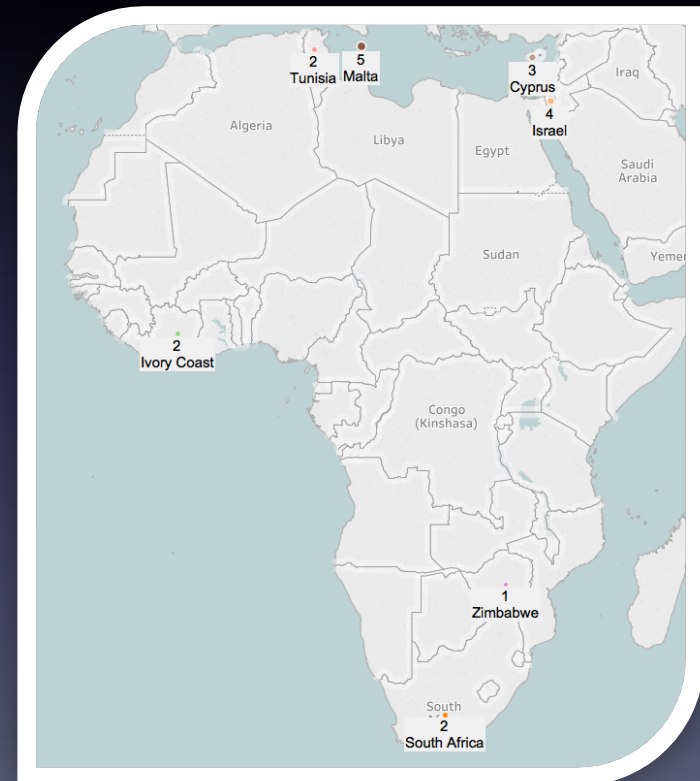 2
Tunisia
5
Malta
3
Cyprus
Iraq
4
Israel
Algeria
Libya
Egypt
Saudi
Arabia
Sudan
Yemen
2
Ivory Coast
Congo
(Kinshasa)
1
Zimbabwe
South
2
South Africa